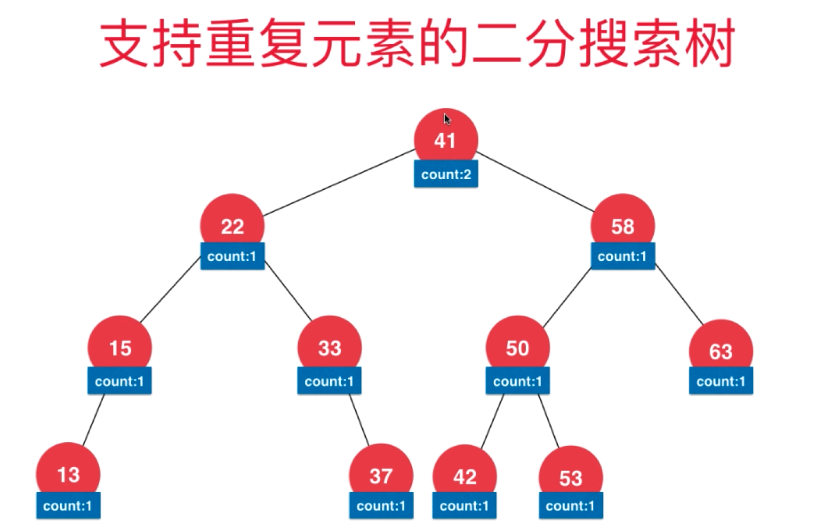 支持重复元素的二分搜索树
41
count:2
22
58
count:1
count:1
15
33
50
63
count:1
count:1
count:1
count:1
13
37
42
53
count:1
count:1
count:1
count:1